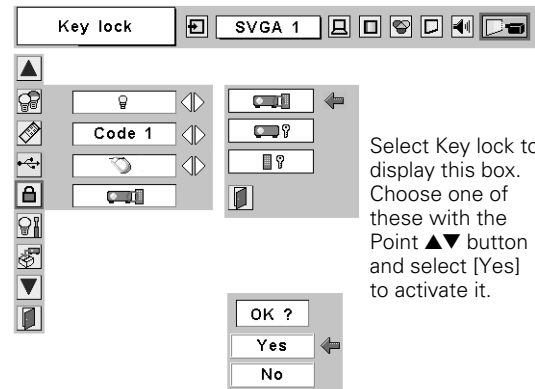 Key lock
SVGA 1
Code 1
Select Key lock to
display this box.
Choose one of
these with the
Point ▲▼ button
and select [Yes]
to activate it.
OK ?
Yes
No